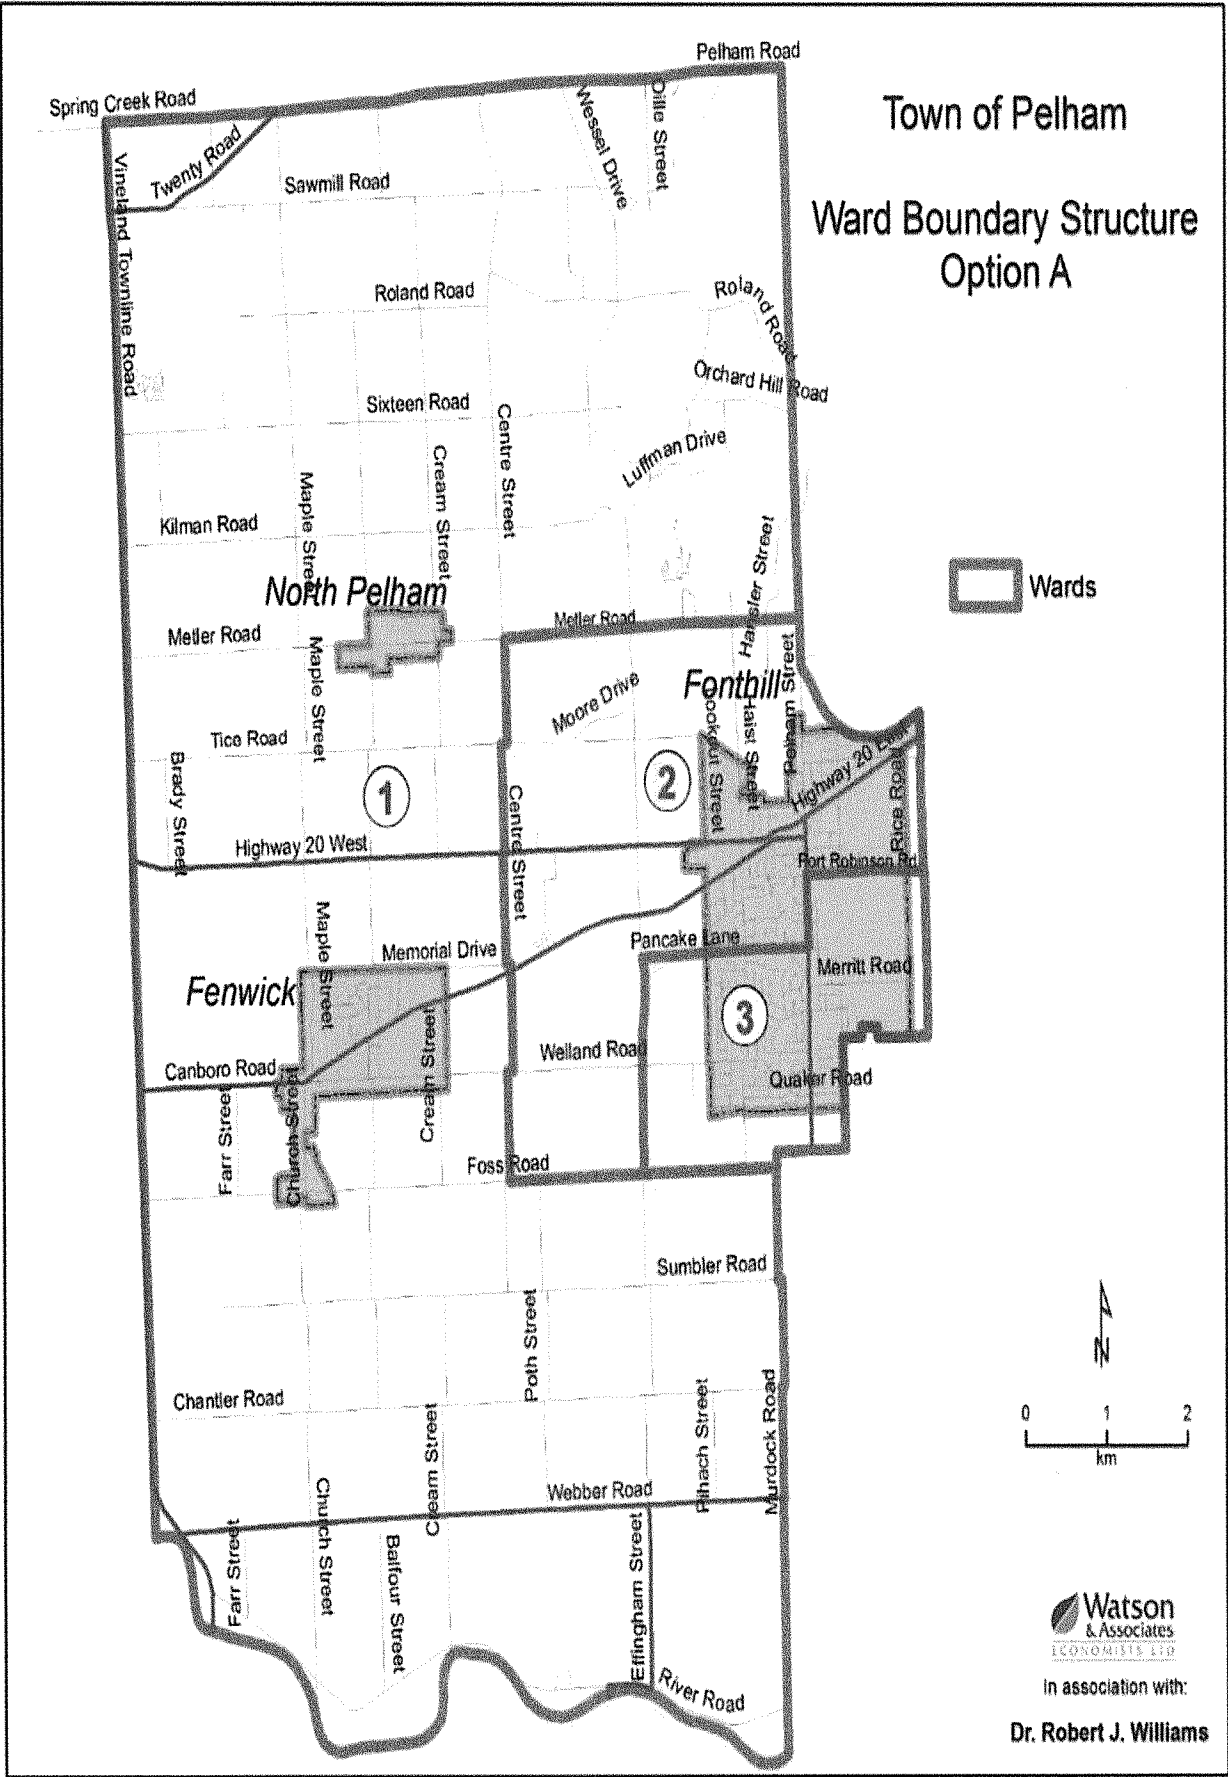 Pelham Road
Spring Creek Road
Town of Pelham
Ward Boundary Structure
Option A
Twenty Road
Sawmill Road
Wessel Drive
Oille Street
Vineland Townline Road
Roland Road
Roland Road
Orchard Hill Road
Sixteen Road
Centre Street
Luffman Drive
Cream Street
Maple Street
Kilman Road
Hansler Street
North Pelham
Wards
Metler Road
Metler Road
Maple Street
Moore Drive
Fonthill
Pelham Street
Haist Street
Lookout Street
Tice Road
Brady Street
1
2
Highway 20 East
Rice Road
Centre Street
Highway 20 West
Port Robinson Rd
Maple Street
Memorial Drive
Pancake Lane
Merritt Road
Fenwick
3
Welland Road
Canboro Road
Cream Street
Quaker Road
Farr Street
Church Street
Foss Road
Sumbler Road
Poth Street
N
Chantler Road
Cream Street
Rihach Street
Murdock Road
0 1 2
km
Webber Road
Church Street
Farr Street
Balfour Street
Effingham Street
River Road
Watson
& Associates
ECONOMISTS LTD
In association with:
Dr. Robert J. Williams